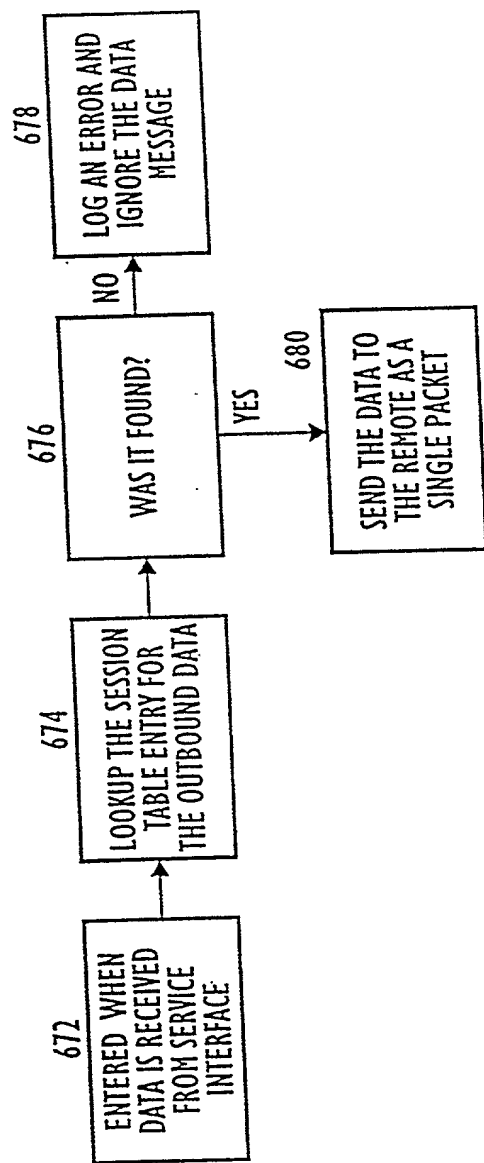 672
ENTERED WHEN
DATA IS RECEIVED
FROM SERVICE
INTERFACE
674
LOOKUP THE SESSION
TABLE ENTRY FOR
THE OUTBOUND DATA
676
WAS IT FOUND?
NO
678
LOG AN ERROR AND
IGNORE THE DATA
MESSAGE
YES
680
SEND THE DATA TO
THE REMOTE AS A
SINGLE PACKET